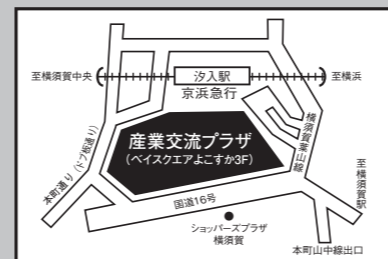 至横須賀中央
汐入駅
至横浜
京浜急行
産業交流プラザ
(ベイスクエアよこすか3F)
横須賀葉山線
本町通り(ドブ板通り)
国道16号
至横須賀駅
ショッパーズプラザ
横須賀
本町山中線出口